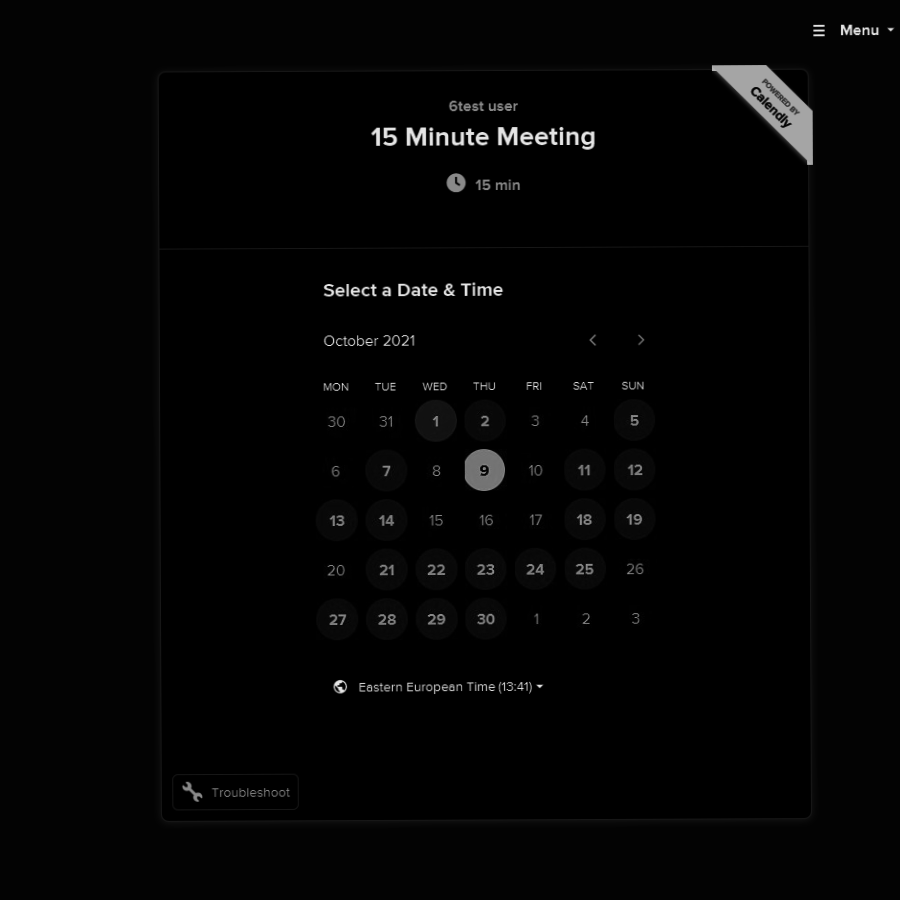 ☰ Menu
POWERED BY
Calendly
6test user
15 Minute Meeting
15 min
Select a Date & Time
October 2021
MON TUE WED THU FRI SAT SUN
30 31 1 2 3 4 5
6 7 8 9 10 11 12
13 14 15 16 17 18 19
20 21 22 23 24 25 26
27 28 29 30 1 2 3
Eastern European Time (13:41)
Troubleshoot